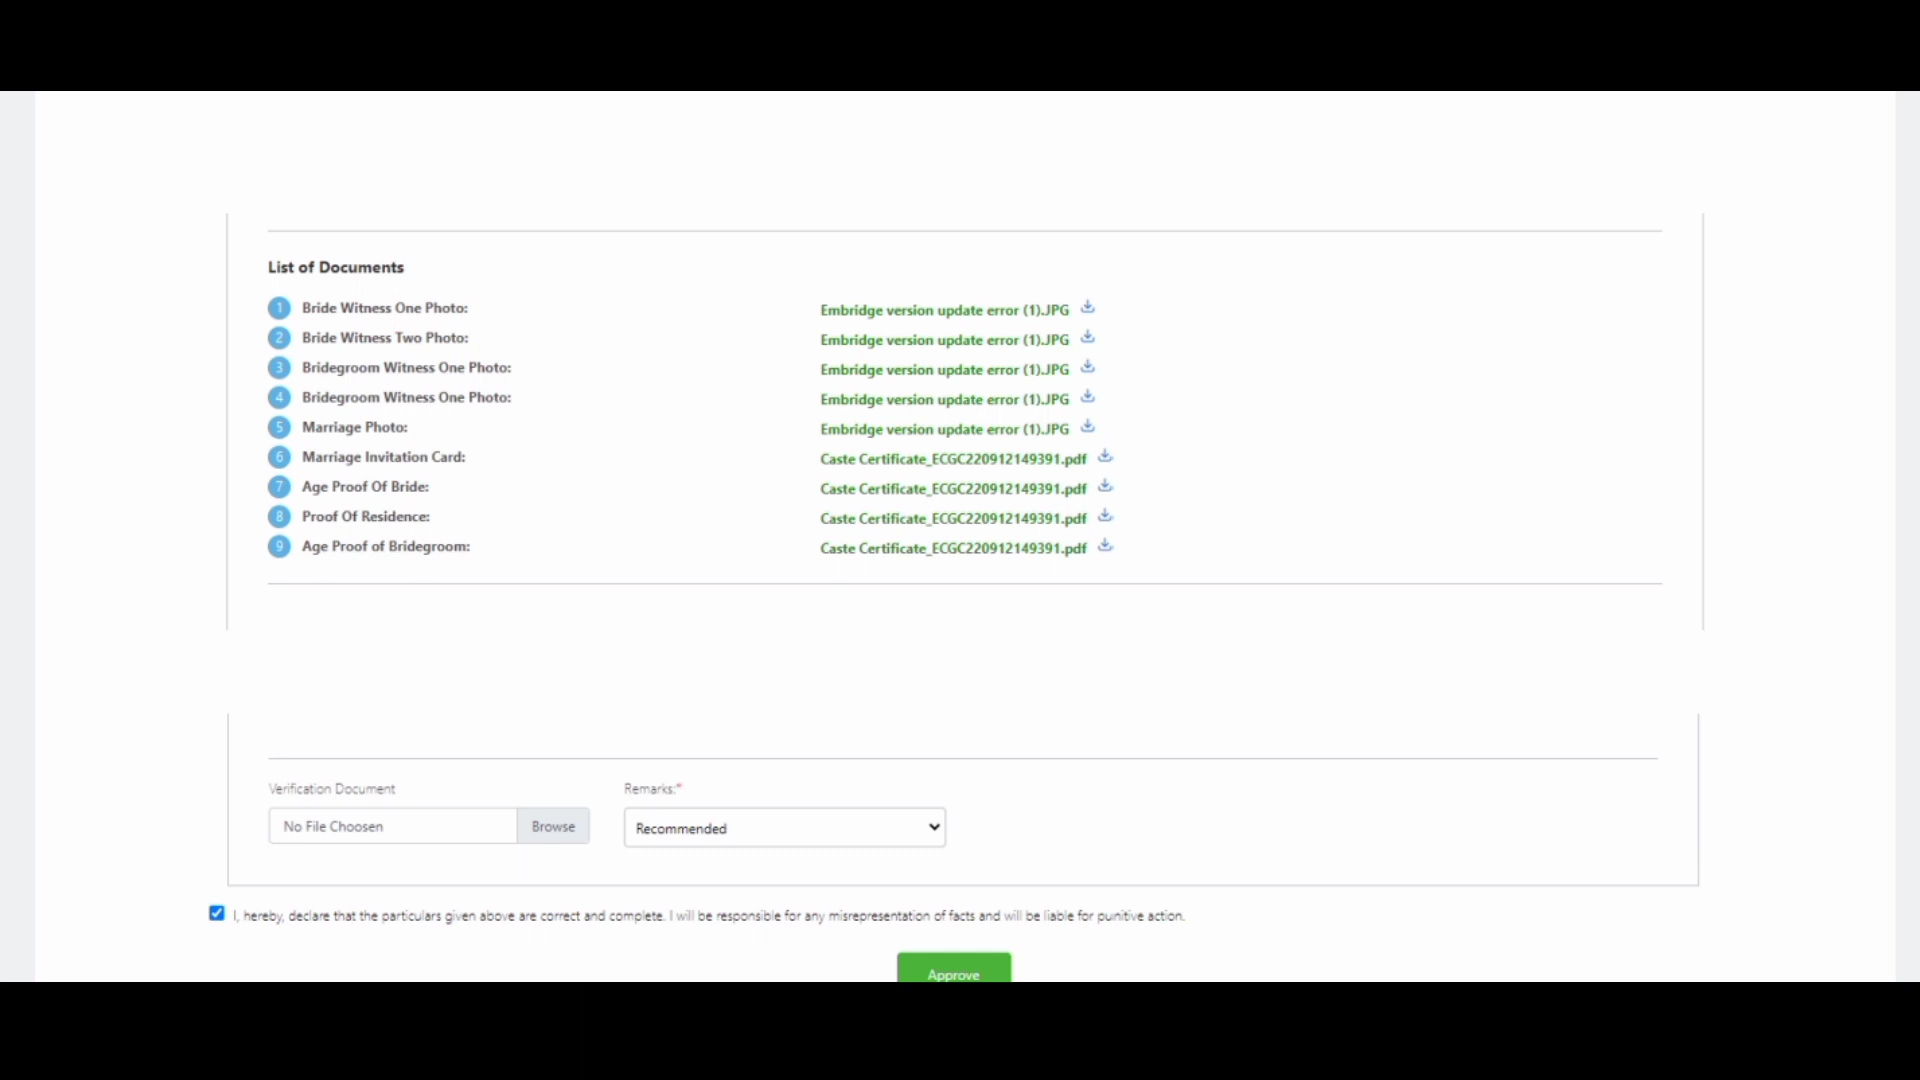 List of Documents
1 Bride Witness One Photo: Embridge version update error (1).JPG
2 Bride Witness Two Photo: Embridge version update error (1).JPG
3 Bridegroom Witness One Photo: Embridge version update error (1).JPG
4 Bridegroom Witness One Photo: Embridge version update error (1).JPG
5 Marriage Photo: Embridge version update error (1).JPG
6 Marriage Invitation Card: Caste Certificate_ECGC220912149391.pdf
7 Age Proof Of Bride: Caste Certificate_ECGC220912149391.pdf
8 Proof Of Residence: Caste Certificate_ECGC220912149391.pdf
9 Age Proof of Bridegroom: Caste Certificate_ECGC220912149391.pdf
Verification Document Remarks:*
No File Choosen Browse Recommended
I, hereby, declare that the particulars given above are correct and complete. I will be responsible for any misrepresentation of facts and will be liable for punitive action.
Approve